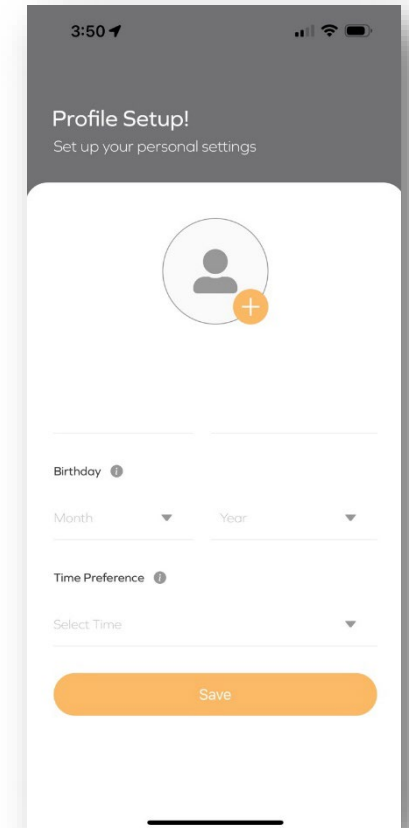 3:50
Profile Setup!
Set up your personal settings
Birthday i
Month Year
Time Preference i
Select Time
Save